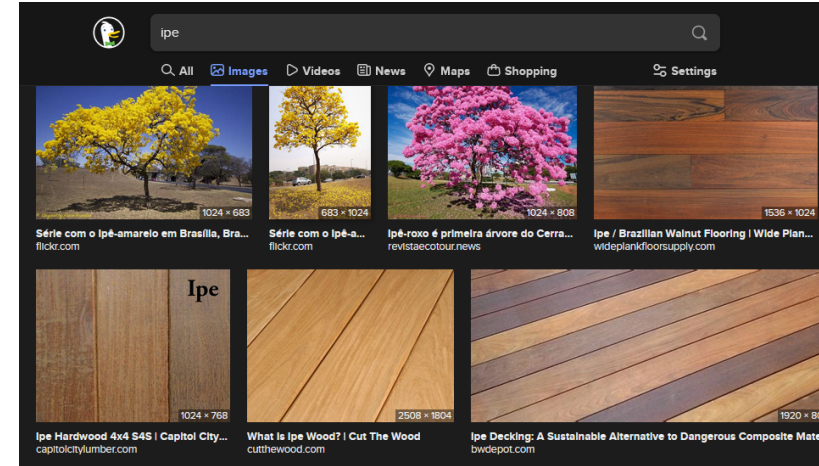 ipe
All Images Videos News Maps Shopping Settings
1024 × 683 683 × 1024 1024 × 808 1536 × 1024
Série com o Ipê-amarelo em Brasília, Bra... Série com o Ipê-a... Ipê-roxo é primeira árvore do Cerra... Ipe / Brazilian Walnut Flooring | Wide Plan...
flickr.com flickr.com revistaecotour.news wideplankfloorsupply.com
Ipe
1024 × 768 2508 × 1804 1920 ×
Ipe Hardwood 4x4 S4S | Capitol City... What is Ipe Wood? | Cut The Wood Ipe Decking: A Sustainable Alternative to Dangerous Composite Mate
capitolcitylumber.com cutthewood.com bwdepot.com